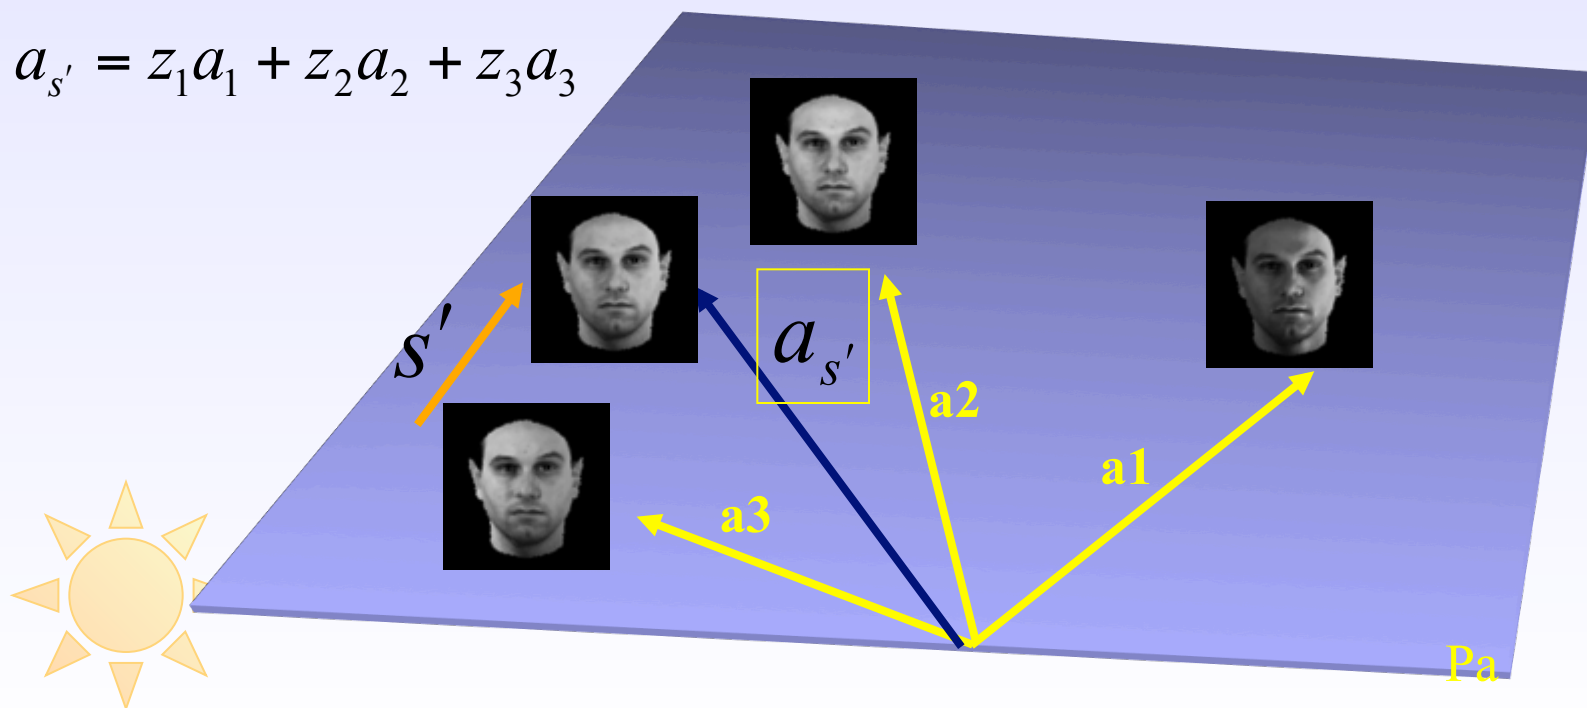 a_{s'} = z_1a_1 + z_2a_2 + z_3a_3
s'
a_{s'}
a2
a1
a3
Pa